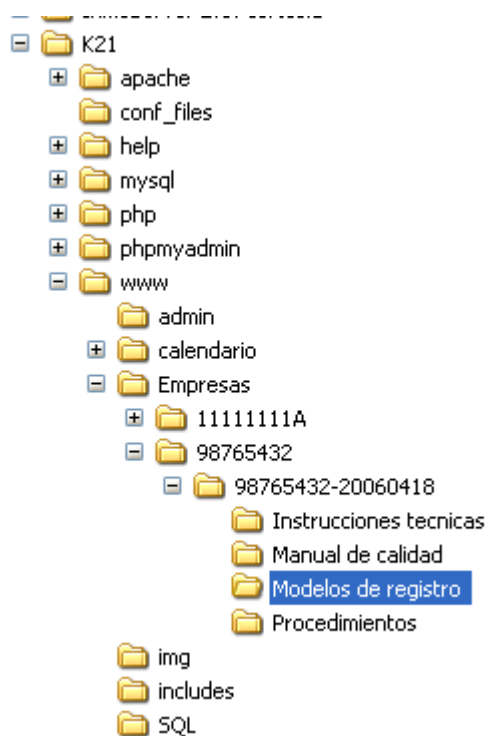 K21
apache
conf_files
help
mysql
php
phpmyadmin
www
admin
calendario
Empresas
11111111A
98765432
98765432-20060418
Instrucciones tecnicas
Manual de calidad
Modelos de registro
Procedimientos
img
includes
SQL